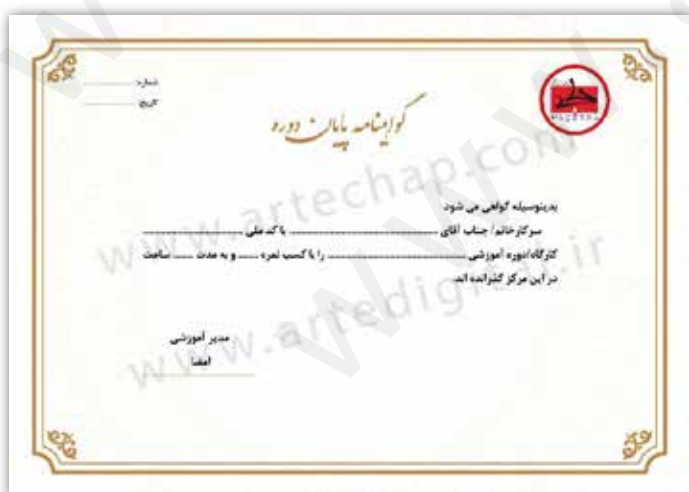 شماره:
تاریخ:
گواهینامه پایان دوره
بدینوسیله گواهی می شود
سرکار خانم/ جناب آقای ............ با کد ملی ............
کارگاه/دوره آموزشی ............ را با کسب نمره ...... و به مدت ...... ساعت
در این مرکز گذرانده اند.
مدیر آموزشی
امضا
www.artechap.com
www.artedigital.ir